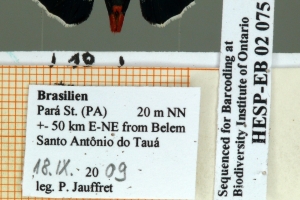 10
Brasilien
Pará St. (PA) 20 m NN
+- 50 km E-NE from Belem
Santo Antônio do Tauá
18.IX. 2009
leg. P. Jauffret
Sequenced for Barcoding at
Biodiversity Institute of Ontario
HESP-EB 02 075